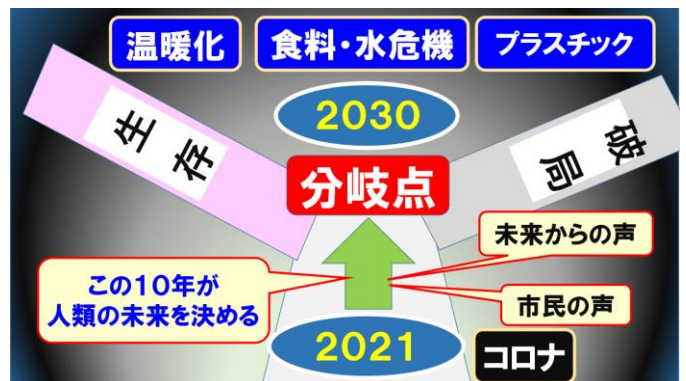 温暖化
食料・水危機
プラスチック
2030
生存
破局
分岐点
未来からの声
この10年が
人類の未来を決める
市民の声
2021
コロナ